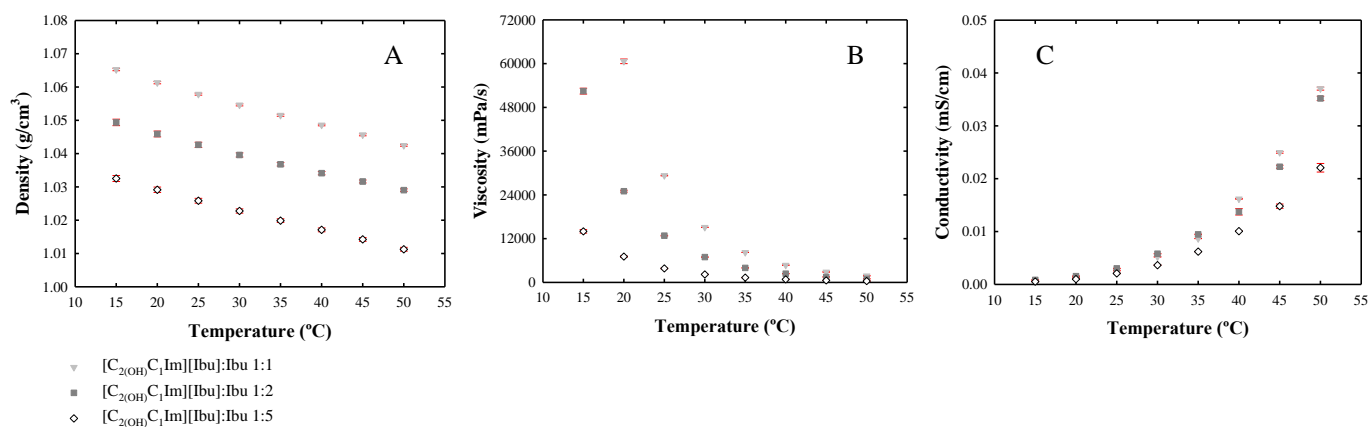 A
Density (g/cm³)
1.07
1.06
1.05
1.04
1.03
1.02
1.01
1.00
10 15 20 25 30 35 40 45 50 55
Temperature (ºC)
B
Viscosity (mPa/s)
72000
60000
48000
36000
24000
12000
0
10 15 20 25 30 35 40 45 50 55
Temperature (ºC)
C
Conductivity (mS/cm)
0.05
0.04
0.03
0.02
0.01
0.00
10 15 20 25 30 35 40 45 50 55
Temperature (ºC)
[C₂₍OH₎C₁Im][Ibu]:Ibu 1:1
[C₂₍OH₎C₁Im][Ibu]:Ibu 1:2
[C₂₍OH₎C₁Im][Ibu]:Ibu 1:5